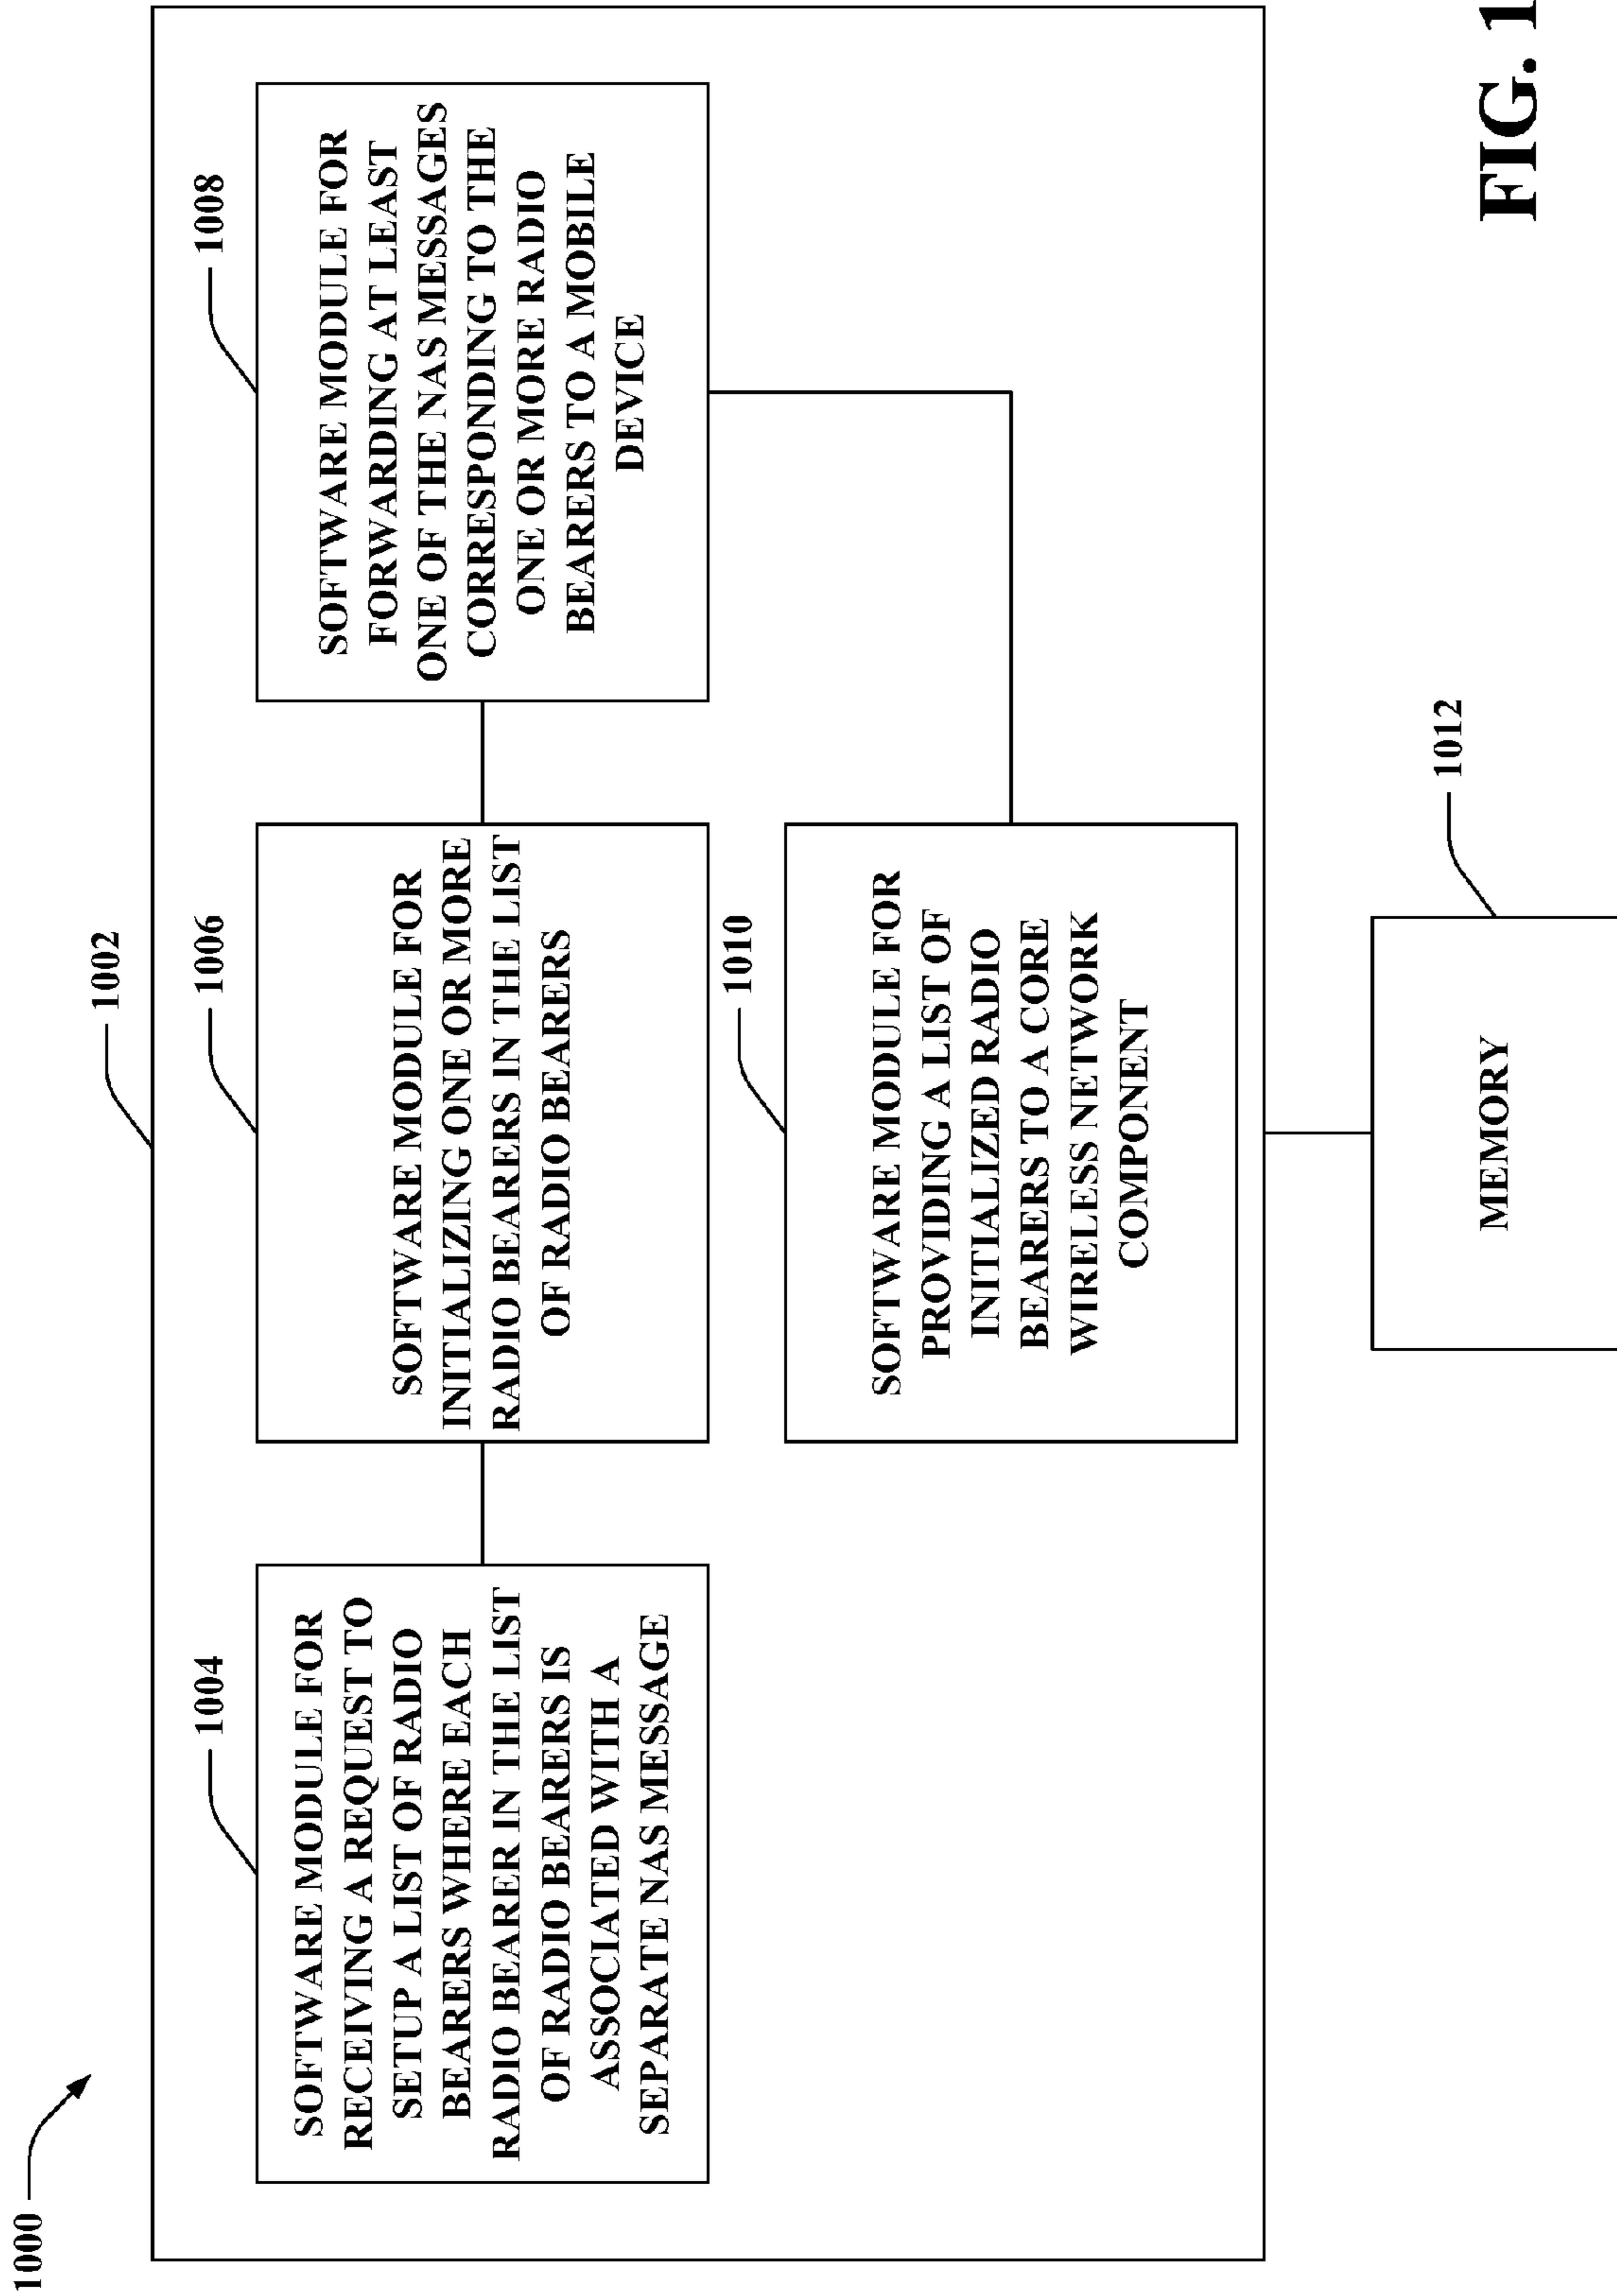 1000
1002
1004
SOFTWARE MODULE FOR
RECEIVING A REQUEST TO
SETUP A LIST OF RADIO
BEARERS WHERE EACH
RADIO BEARER IN THE LIST
OF RADIO BEARERS IS
ASSOCIATED WITH A
SEPARATE NAS MESSAGE
1006
SOFTWARE MODULE FOR
INITIALIZING ONE OR MORE
RADIO BEARERS IN THE LIST
OF RADIO BEARERS
1008
SOFTWARE MODULE FOR
FORWARDING AT LEAST
ONE OF THE NAS MESSAGES
CORRESPONDING TO THE
ONE OR MORE RADIO
BEARERS TO A MOBILE
DEVICE
1010
SOFTWARE MODULE FOR
PROVIDING A LIST OF
INITIALIZED RADIO
BEARERS TO A CORE
WIRELESS NETWORK
COMPONENT
1012
MEMORY
FIG. 1